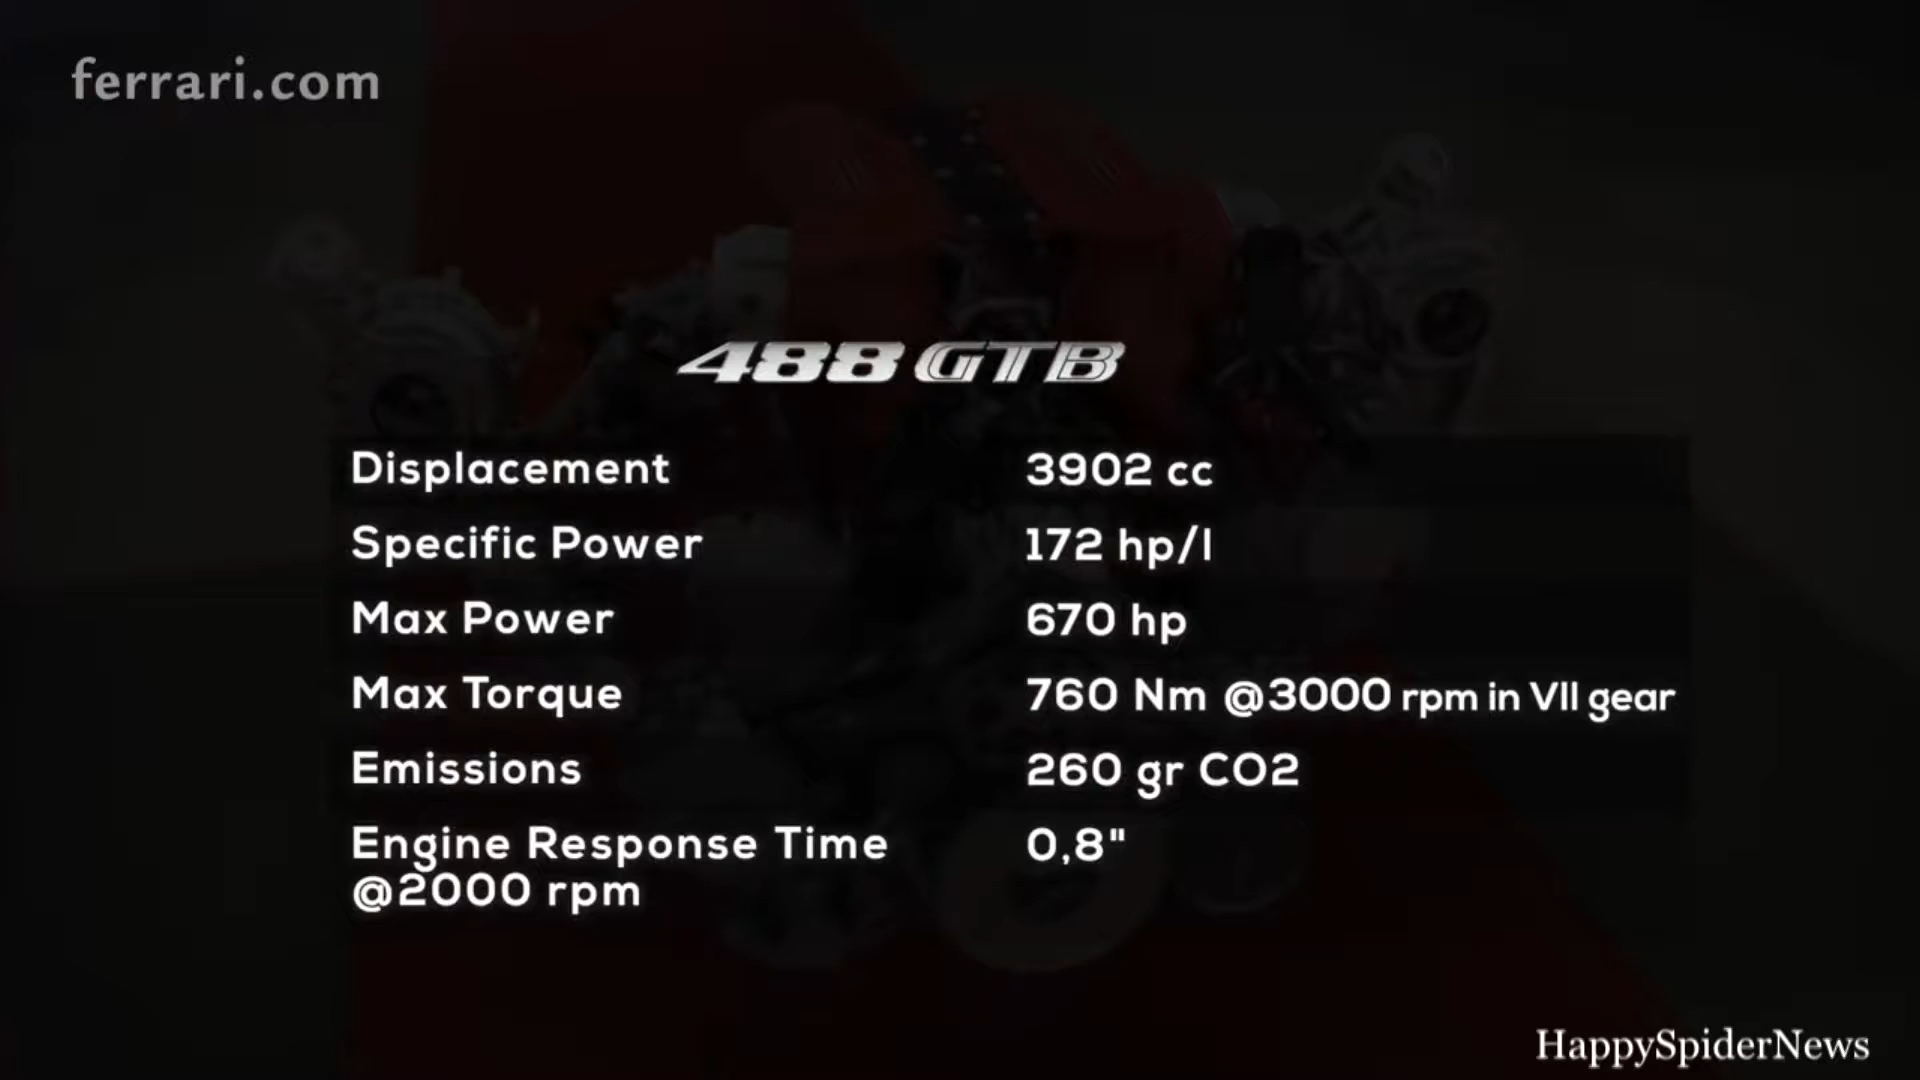 ferrari.com
488 GTB
Displacement 3902 cc
Specific Power 172 hp/l
Max Power 670 hp
Max Torque 760 Nm @3000 rpm in VII gear
Emissions 260 gr CO2
Engine Response Time 0,8"
@2000 rpm
HappySpiderNews